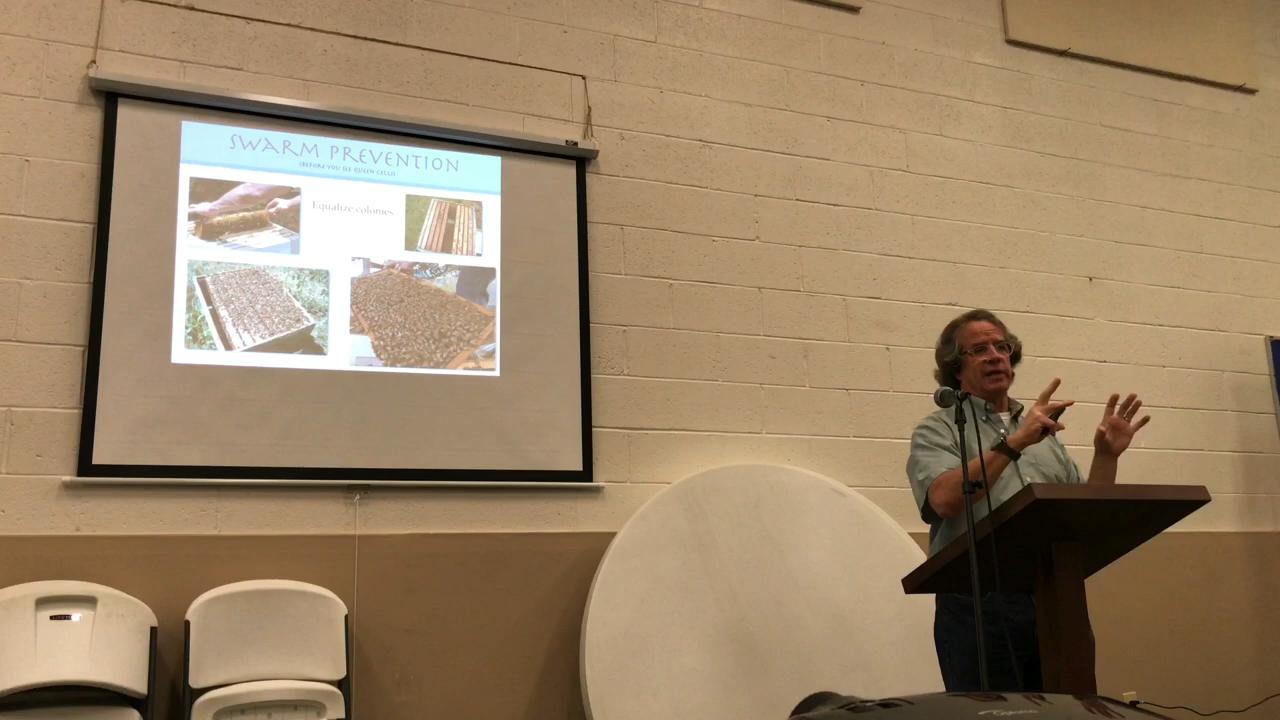 SWARM PREVENTION
(BEFORE YOU SEE QUEEN CELLS)
Equalize colonies